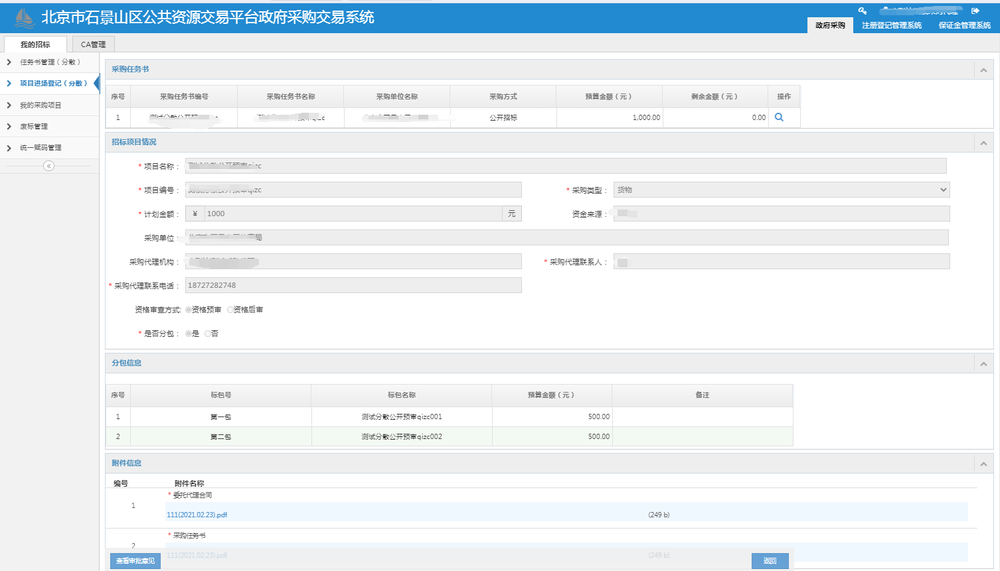 北京市石景山区公共资源交易平台政府采购交易系统
政府采购 注册登记管理系统 保证金管理系统
我的招标 CA管理
任务书管理（分散）
项目进场登记（分散）
我的采购项目
废标管理
统一赋码管理
采购任务书
序号 采购任务书编号 采购任务书名称 采购单位名称 采购方式 预算金额（元） 剩余金额（元） 操作
1 公开招标 1,000.00 0.00
招标项目情况
* 项目名称：
* 项目编号： * 采购类型： 货物
* 计划金额： ¥ 1000 元 资金来源：
采购单位：
采购代理机构： * 采购代理联系人：
* 采购代理联系电话： 18727282748
资格审查方式: 资格预审 资格后审
* 是否分包： 是 否
分包信息
序号 标包号 标包名称 预算金额（元） 备注
1 第一包 测试分散公开预审qizc001 500.00
2 第二包 测试分散公开预审qizc002 500.00
附件信息
编号 附件名称
* 委托代理合同
1
111(2021.02.23).pdf (249 b)
* 采购任务书
2
111(2021.02.23).pdf (249 b)
查看审批意见 返回